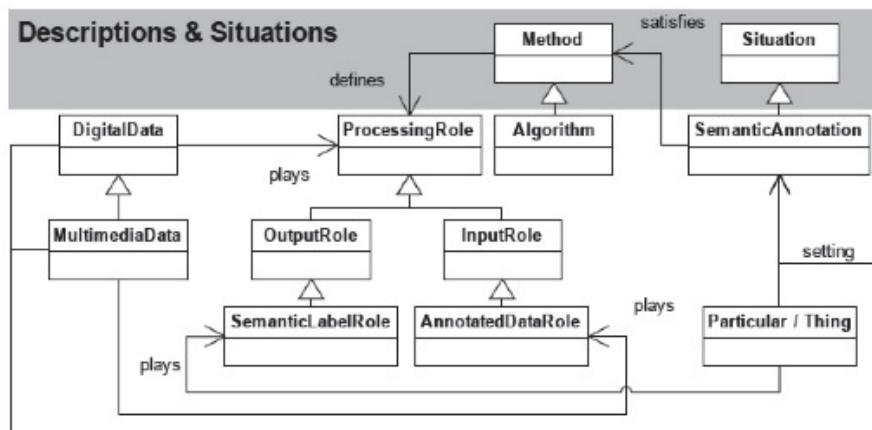 Descriptions & Situations
satisfies
Method
Situation
defines
DigitalData
ProcessingRole
Algorithm
SemanticAnnotation
plays
MultimediaData
OutputRole
InputRole
setting
SemanticLabelRole
AnnotatedDataRole
plays
Particular / Thing
plays